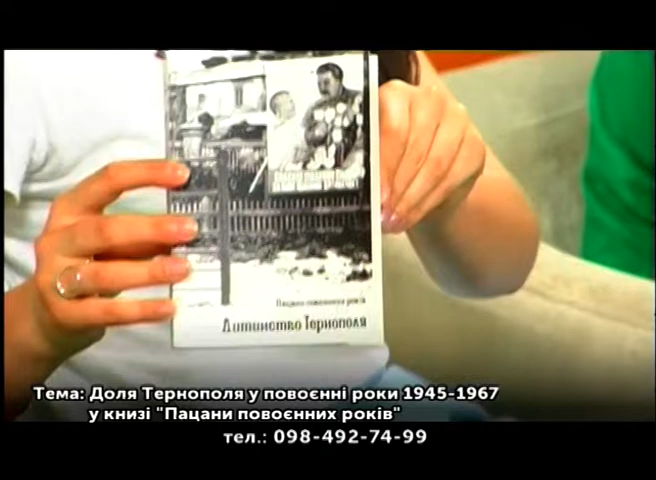 Пацани повоєнних років
Дитинство Тернополя
Тема: Доля Тернополя у повоєнні роки 1945-1967
у книзі "Пацани повоєнних років"
тел.: 098-492-74-99